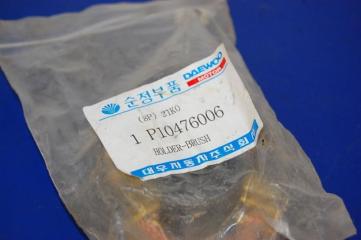 순정부품 DAEWOO
MOTOR
(8P) 21K0
1 P10476006
HOLDER-BRUSH
대우자동차주식회사